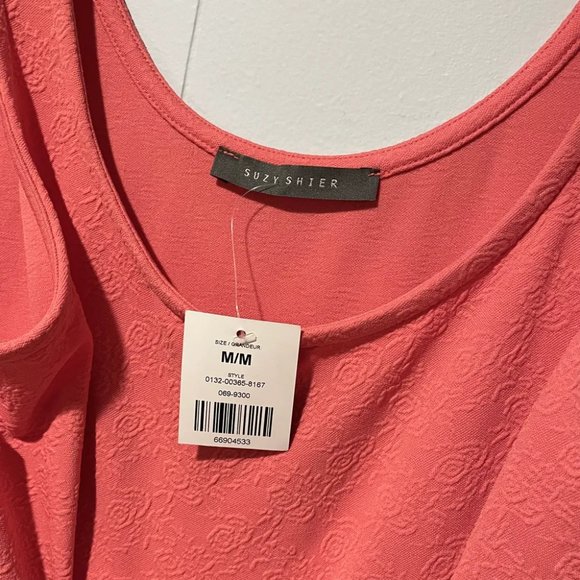 SUZY SHIER
SIZE / GRANDEUR
M/M
STYLE
0132-00365-8167
069-9300
66904533